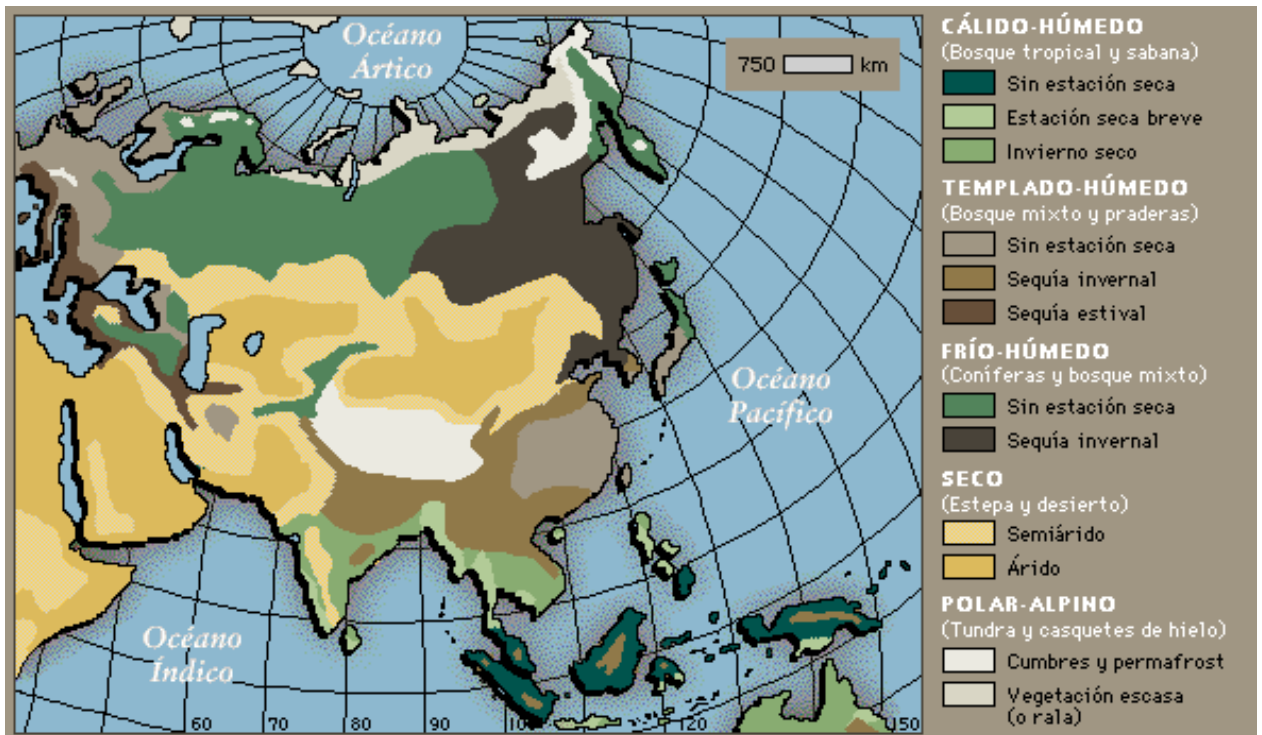 Océano
Ártico
750 km
Océano
Pacífico
Océano
Índico
60 70 80 90 100 120 150
CÁLIDO-HÚMEDO
(Bosque tropical y sabana)
Sin estación seca
Estación seca breve
Invierno seco
TEMPLADO-HÚMEDO
(Bosque mixto y praderas)
Sin estación seca
Sequía invernal
Sequía estival
FRÍO-HÚMEDO
(Coníferas y bosque mixto)
Sin estación seca
Sequía invernal
SECO
(Estepa y desierto)
Semiárido
Árido
POLAR-ALPINO
(Tundra y casquetes de hielo)
Cumbres y permafrost
Vegetación escasa
(o rala)